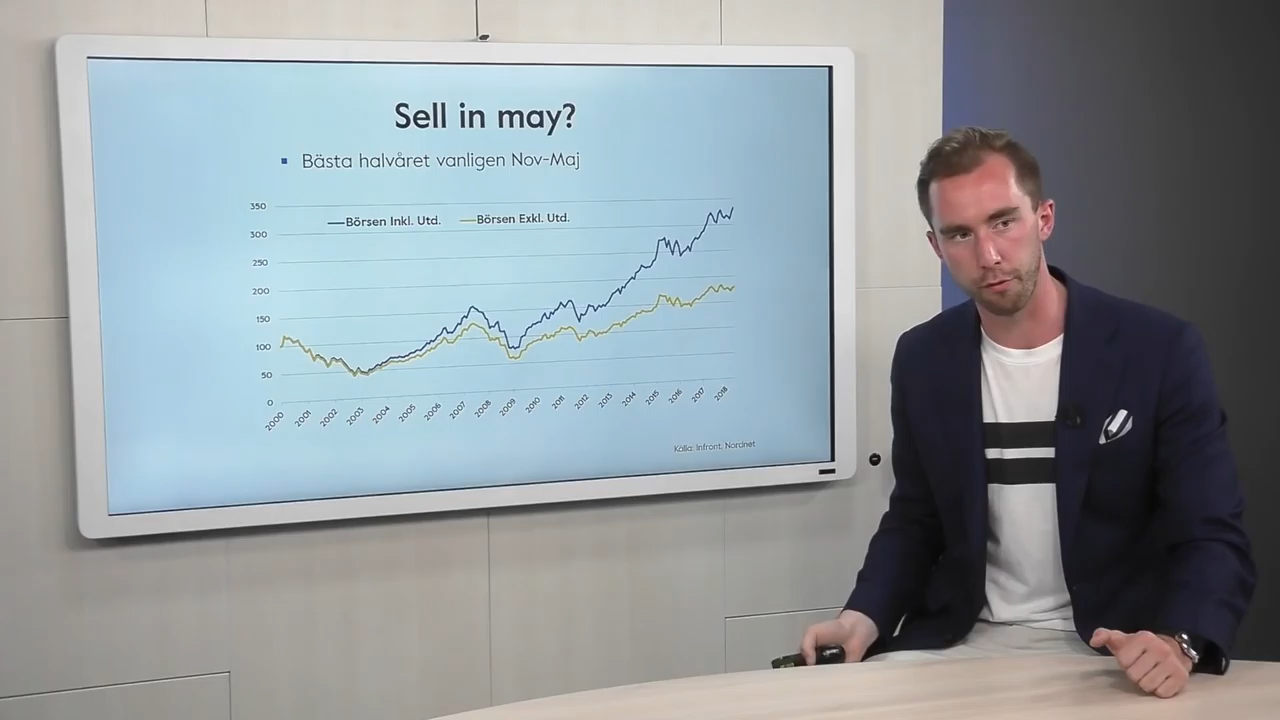 Sell in may?
▪ Bästa halvåret vanligen Nov-Maj
Börsen Inkl. Utd. Börsen Exkl. Utd.
350
300
250
200
150
100
50
0
2000 2001 2002 2003 2004 2005 2006 2007 2008 2009 2010 2011 2012 2013 2014 2015 2016 2017 2018
Källa: Infront, Nordnet